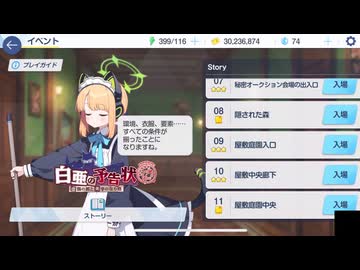 イベント
399/116
30,236,874
74
プレイガイド
Story
環境、衣服、要素……
すべての条件が
揃ったことに
なりますね。
白亜の予告状
ストーリー
07
秘密オークション会場の出入口
入場
08
隠された森
入場
09
屋敷庭園入口
入場
10
屋敷中央廊下
入場
11
屋敷庭園中央
入場